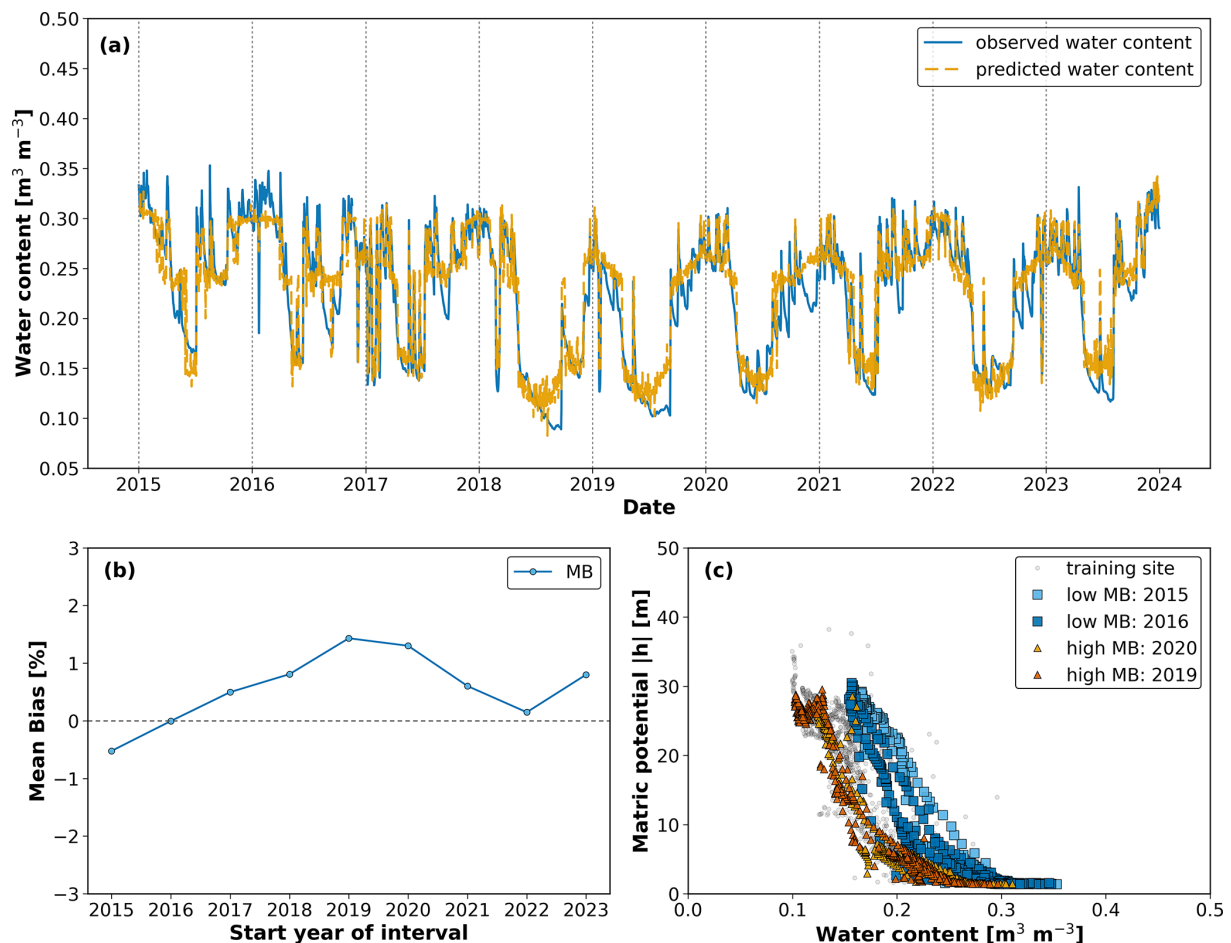 0.50
0.45
0.40
0.35
0.30
0.25
0.20
0.15
0.10
0.05
Water content [m³ m⁻³]
(a)
observed water content
predicted water content
2015 2016 2017 2018 2019 2020 2021 2022 2023 2024
Date
3
2
1
0
−1
−2
−3
Mean Bias [%]
(b)
MB
2015 2016 2017 2018 2019 2020 2021 2022 2023
Start year of interval
50
40
30
20
10
0
Matric potential |h| [m]
(c)
training site
low MB: 2015
low MB: 2016
high MB: 2020
high MB: 2019
0.0 0.1 0.2 0.3 0.4 0.5
Water content [m³ m⁻³]